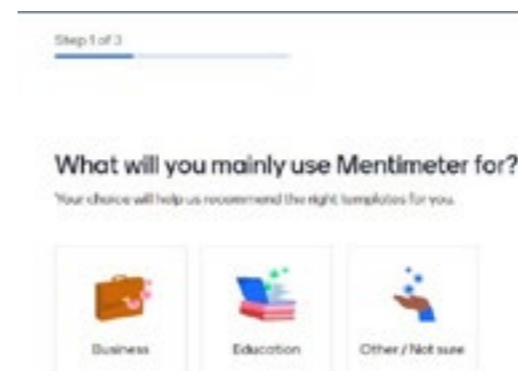 Step 1 of 3
What will you mainly use Mentimeter for?
Your choice will help us recommend the right templates for you.
Business
Education
Other / Not sure